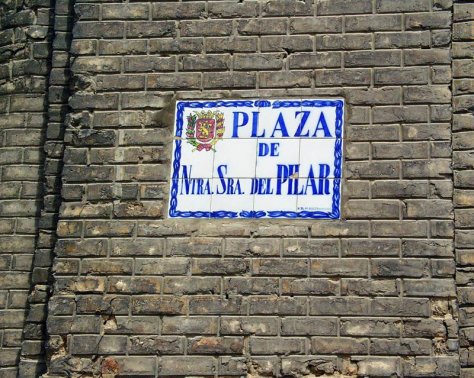 PLAZA
DE
NTRA. SRA. DEL PILAR